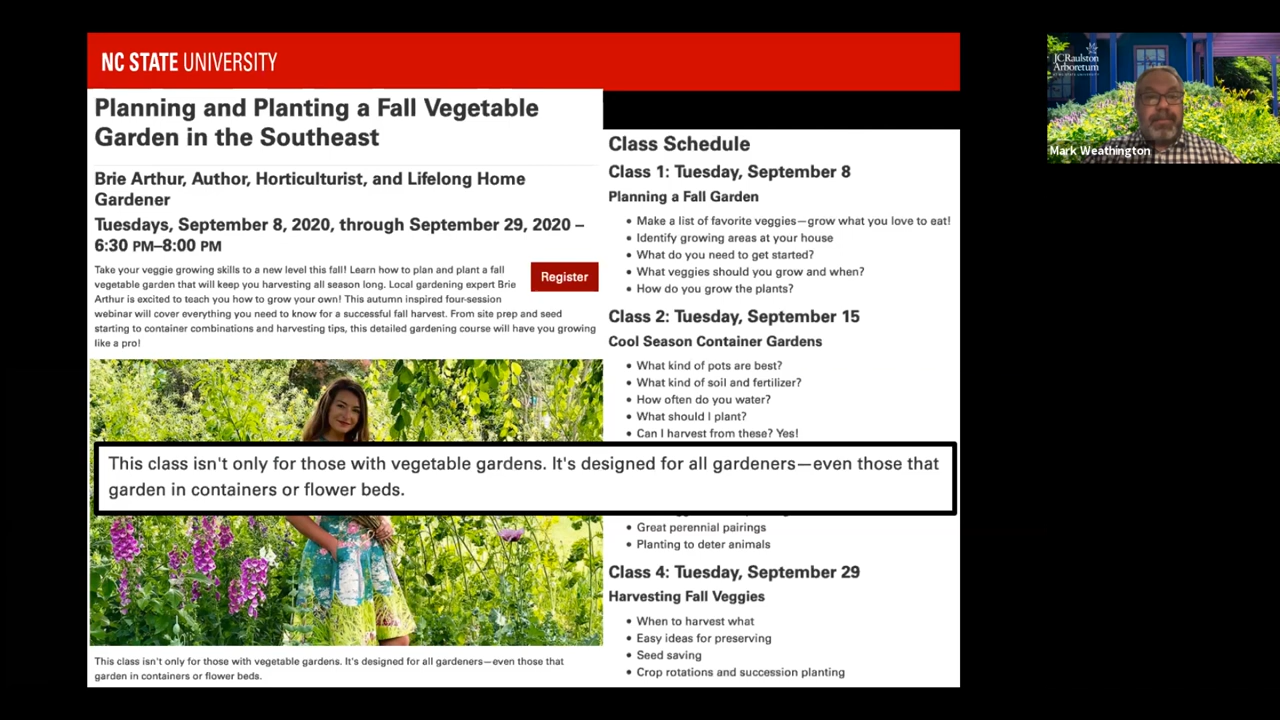 NC STATE UNIVERSITY
Planning and Planting a Fall Vegetable
Garden in the Southeast
Brie Arthur, Author, Horticulturist, and Lifelong Home
Gardener
Tuesdays, September 8, 2020, through September 29, 2020 –
6:30 PM–8:00 PM
Take your veggie growing skills to a new level this fall! Learn how to plan and plant a fall
vegetable garden that will keep you harvesting all season long. Local gardening expert Brie
Arthur is excited to teach you how to grow your own! This autumn inspired four-session
webinar will cover everything you need to know for a successful fall harvest. From site prep and seed
starting to container combinations and harvesting tips, this detailed gardening course will have you growing
like a pro!
Register
This class isn't only for those with vegetable gardens. It's designed for all gardeners—even those that
garden in containers or flower beds.
This class isn't only for those with vegetable gardens. It's designed for all gardeners—even those that
garden in containers or flower beds.
Class Schedule
Class 1: Tuesday, September 8
Planning a Fall Garden
• Make a list of favorite veggies—grow what you love to eat!
• Identify growing areas at your house
• What do you need to get started?
• What veggies should you grow and when?
• How do you grow the plants?
Class 2: Tuesday, September 15
Cool Season Container Gardens
• What kind of pots are best?
• What kind of soil and fertilizer?
• How often do you water?
• What should I plant?
• Can I harvest from these? Yes!
• Great perennial pairings
• Planting to deter animals
Class 4: Tuesday, September 29
Harvesting Fall Veggies
• When to harvest what
• Easy ideas for preserving
• Seed saving
• Crop rotations and succession planting
JC Raulston
Arboretum
Mark Weathington